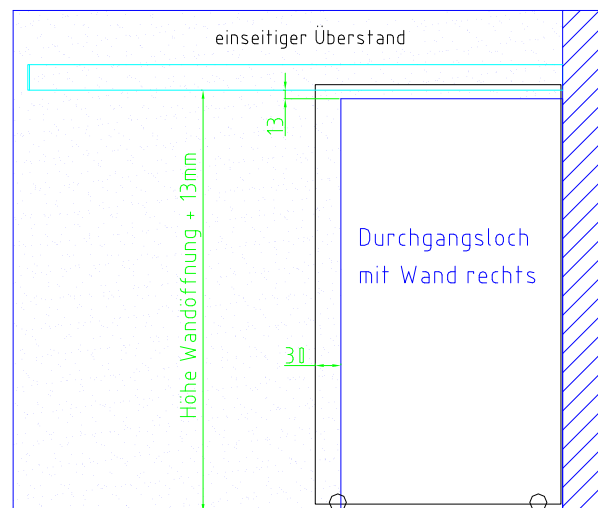 einseitiger Überstand
13
Höhe Wandöffnung + 13mm
Durchgangsloch
mit Wand rechts
30